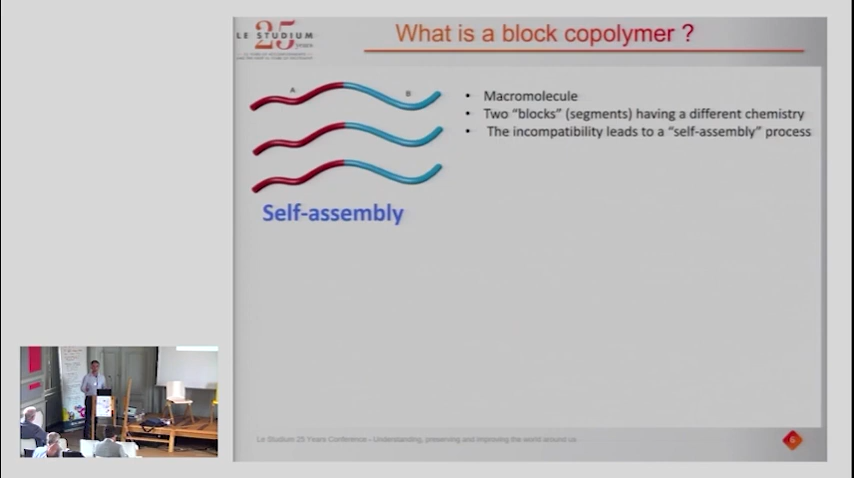 LE STUDIUM
25
years
What is a block copolymer ?
A
B
• Macromolecule
• Two “blocks” (segments) having a different chemistry
• The incompatibility leads to a “self-assembly” process
Self-assembly
Le Studium 25 Years Conference – Understanding, preserving and improving the world around us
6